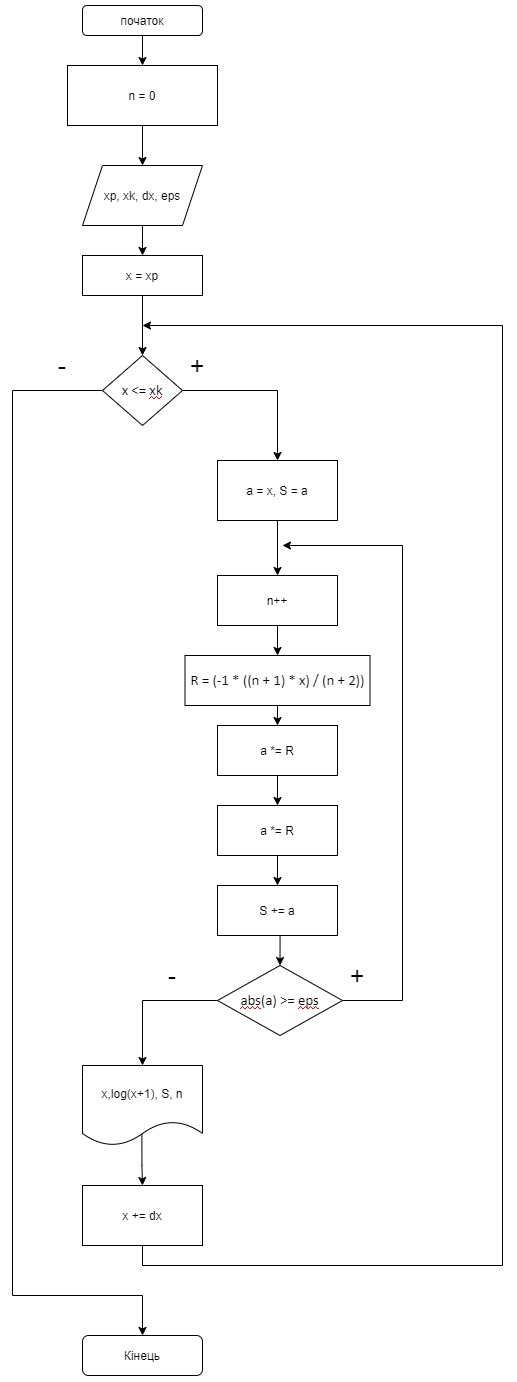 початок
n = 0
xp, xk, dx, eps
x = xp
-
+
x <= xk
a = x, S = a
n++
R = (-1 * ((n + 1) * x) / (n + 2))
a *= R
a *= R
S += a
-
+
abs(a) >= eps
x,log(x+1), S, n
x += dx
Кінець